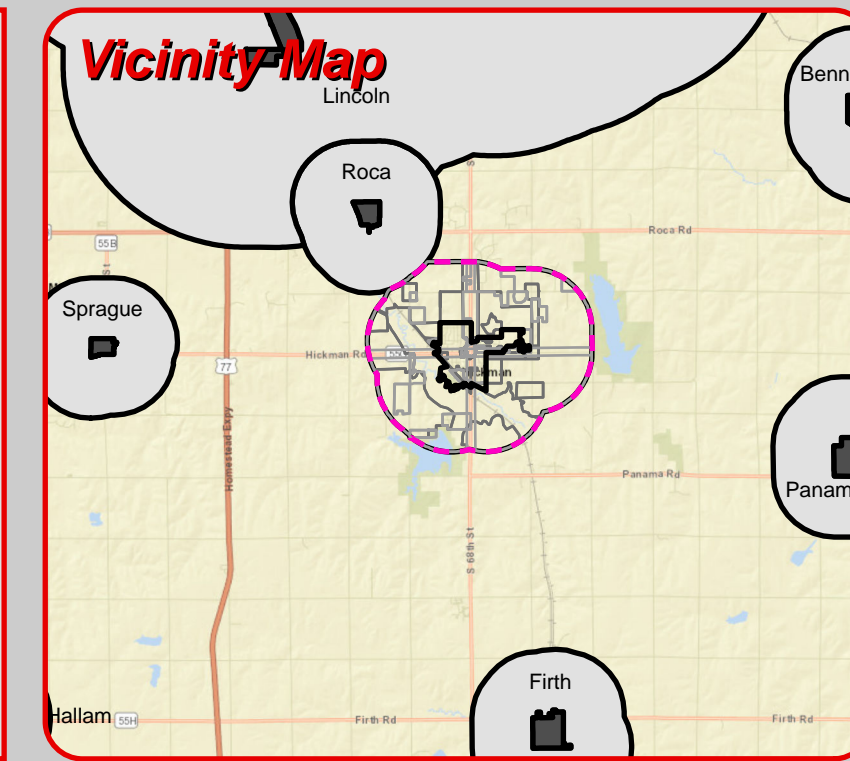 Vicinity Map
Lincoln
Benn
Roca
Roca Rd
55B
St
Sprague
Hickman Rd
77
Homestead Expy
Panama Rd
Panam
S 68th St
Firth
Hallam
55H
Firth Rd
Firth Rd